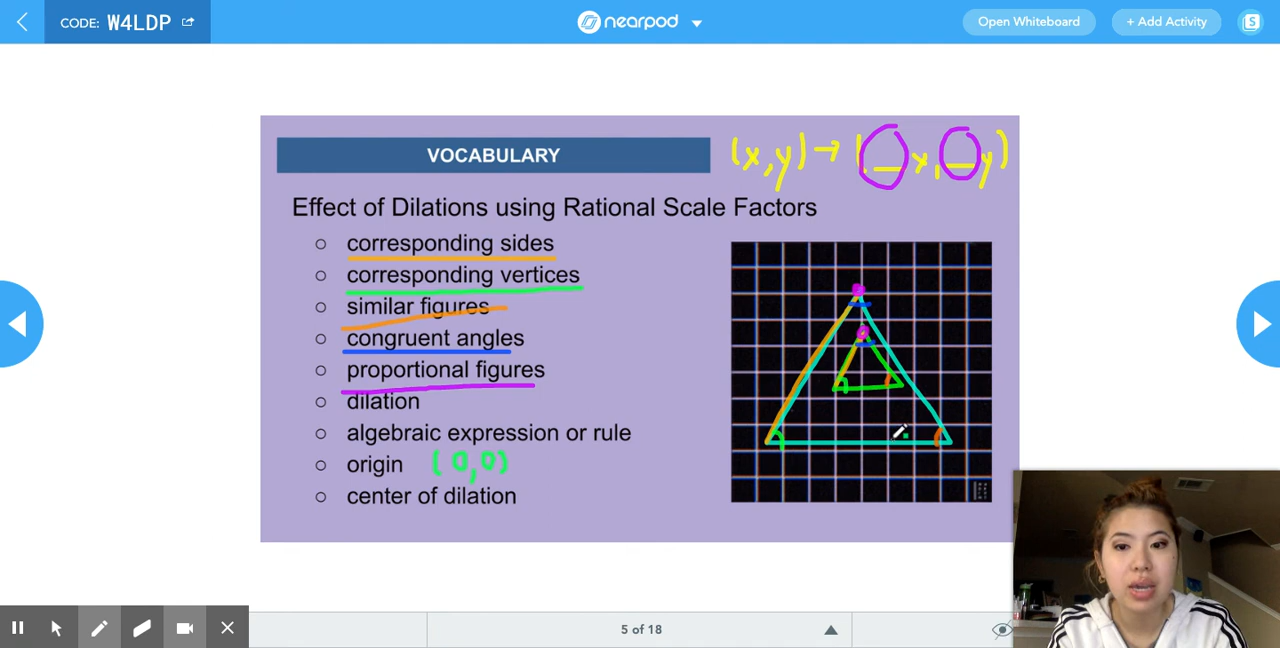 CODE: W4LDP
nearpod
Open Whiteboard
+ Add Activity
S
VOCABULARY
(x,y) → (_x,_y)
Effect of Dilations using Rational Scale Factors
corresponding sides
corresponding vertices
similar figures
congruent angles
proportional figures
dilation
algebraic expression or rule
origin (0,0)
center of dilation
5 of 18